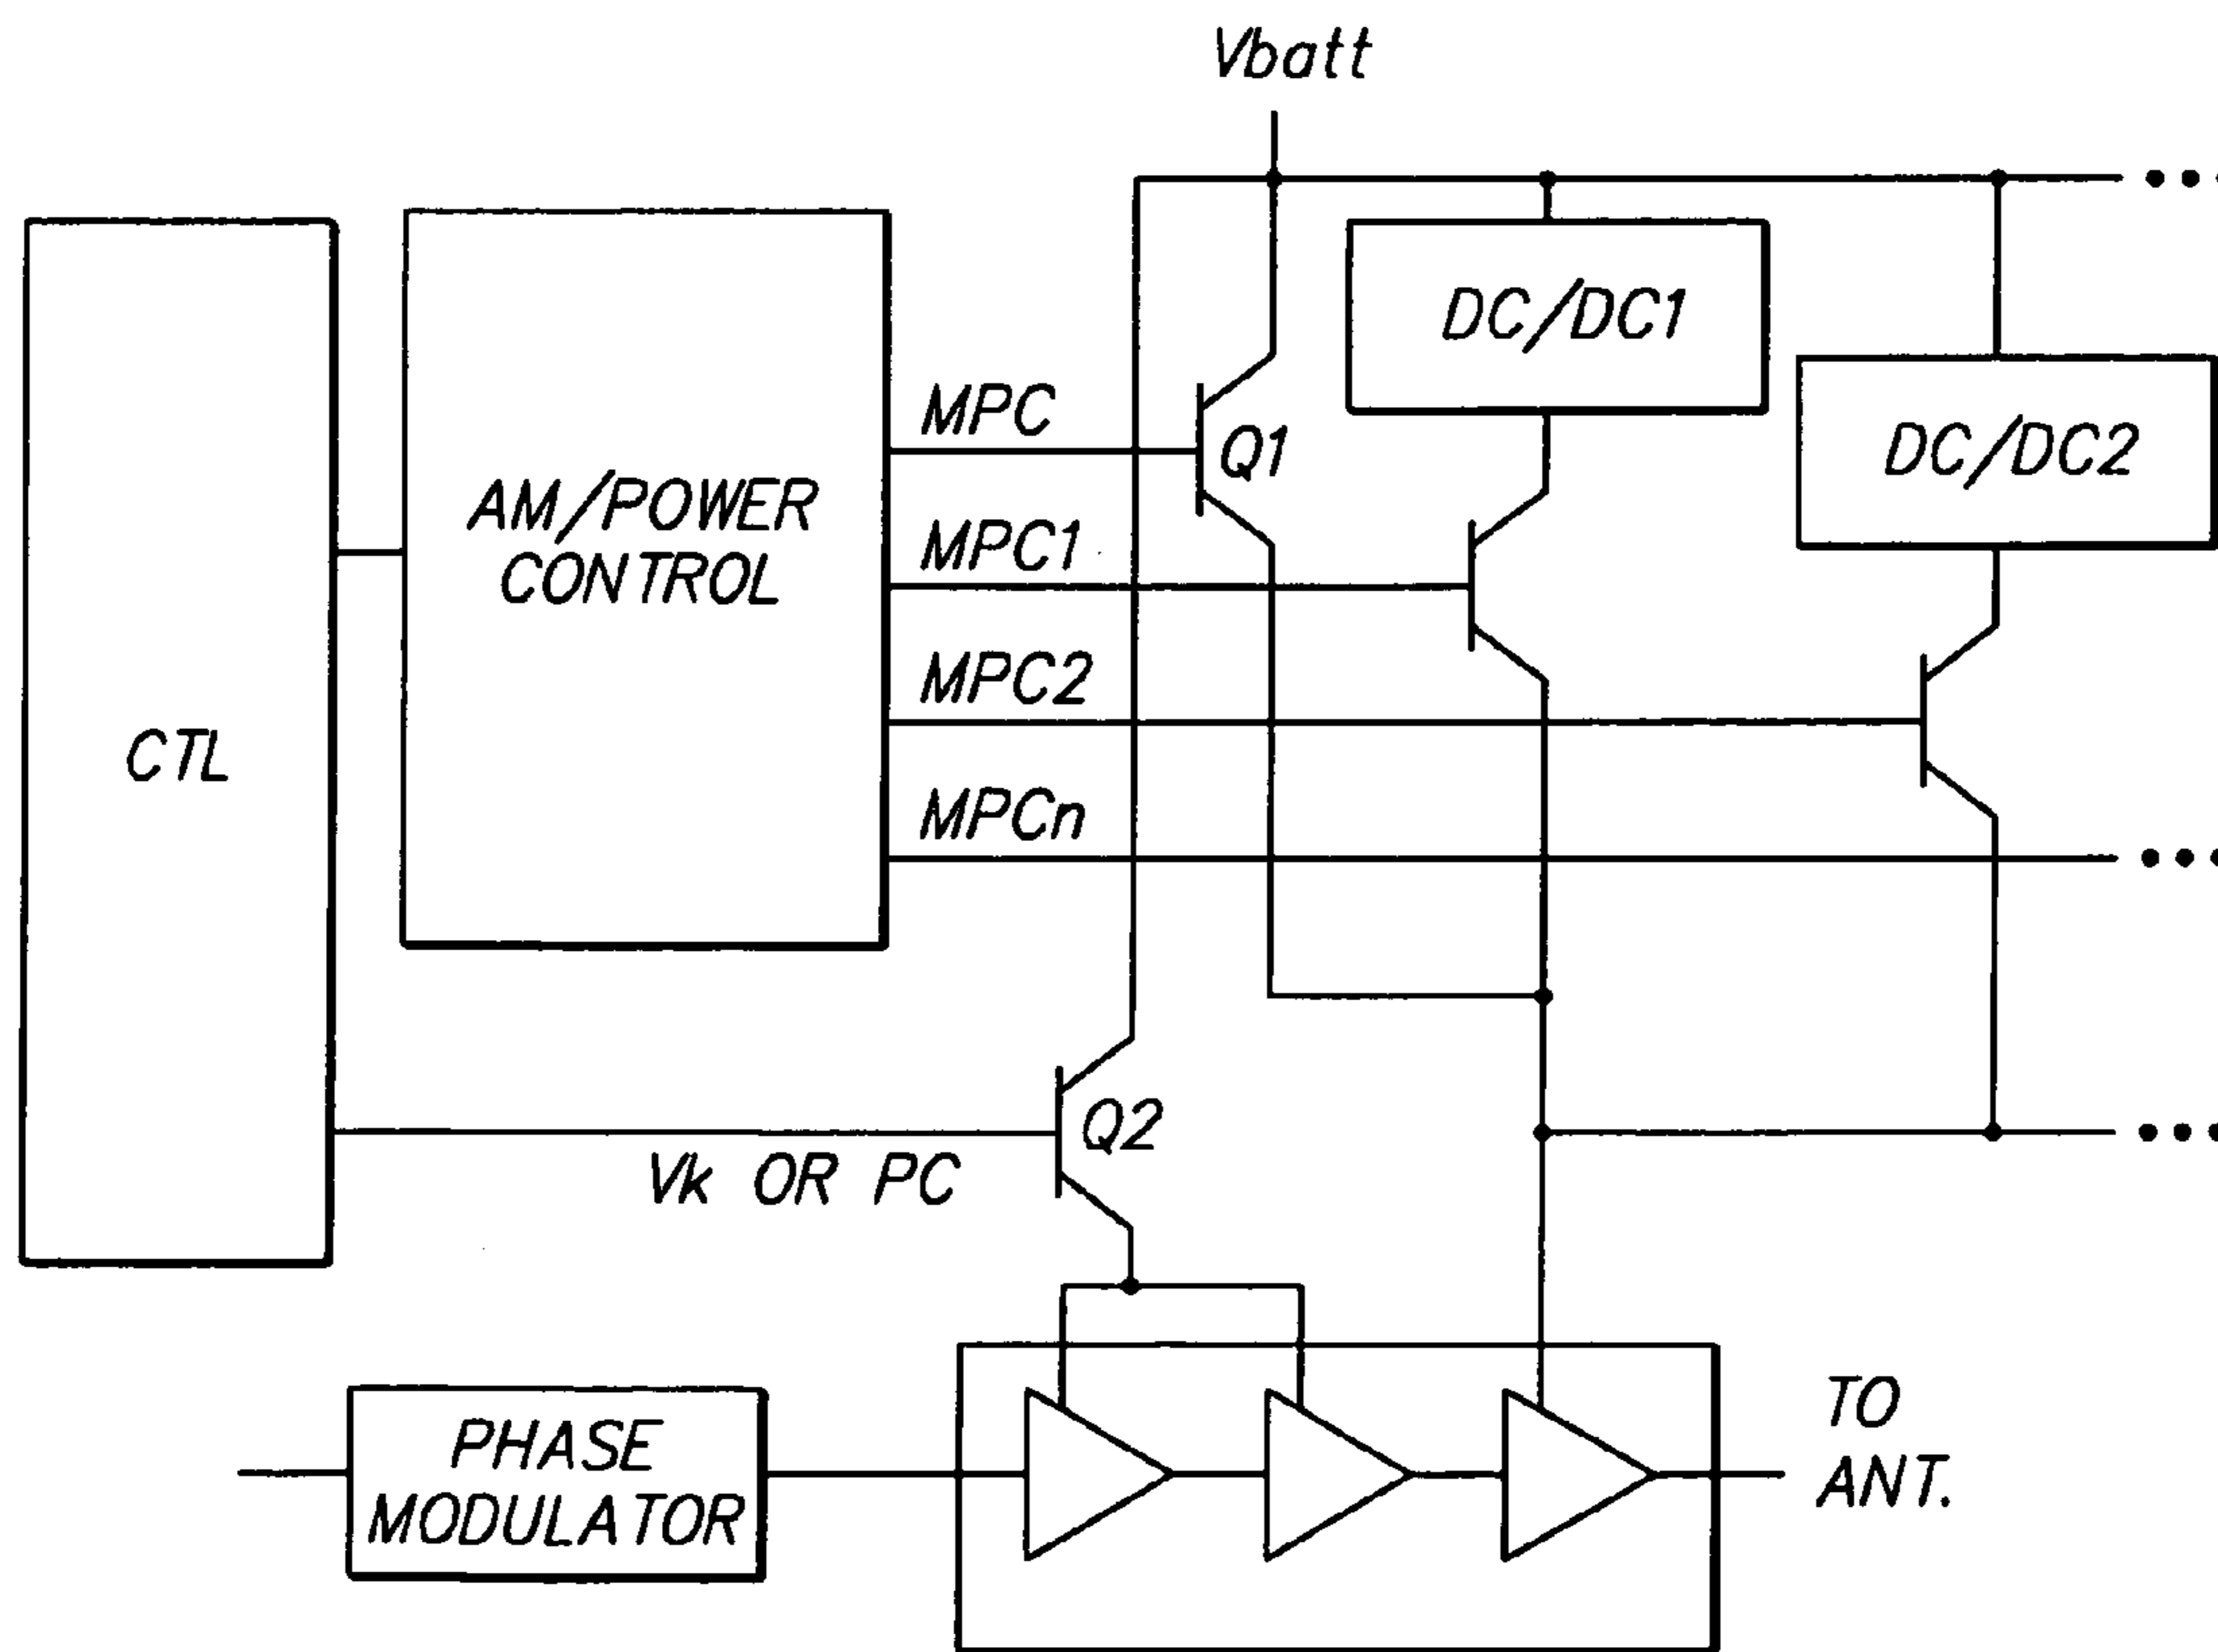 Vbatt
DC/DC1
DC/DC2
MPC
Q1
AM/POWER
CONTROL
MPC1
MPC2
CTL
MPCn
Q2
Vk OR PC
PHASE
MODULATOR
TO
ANT.